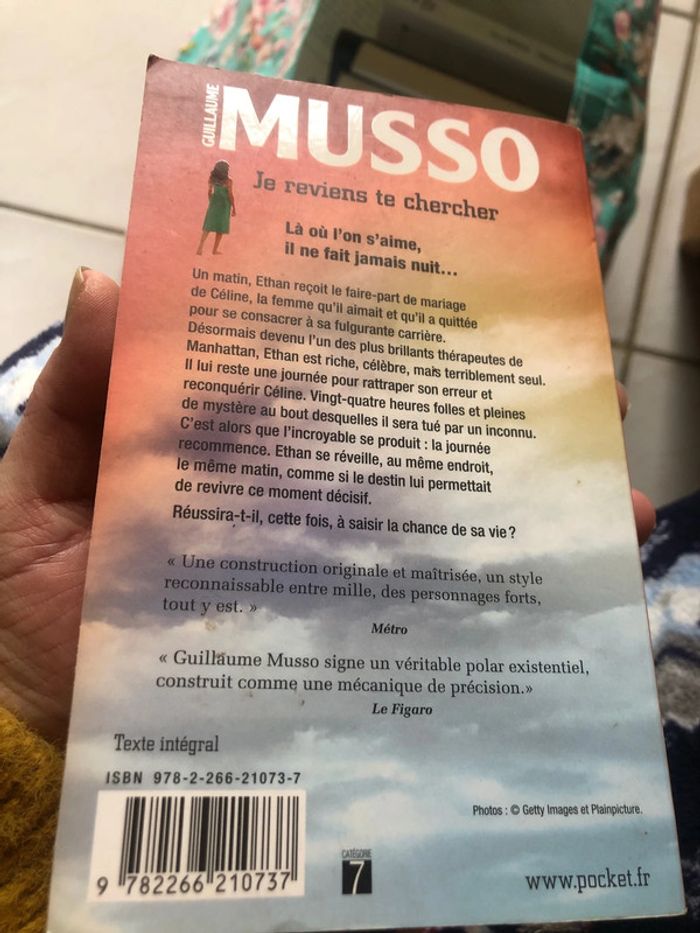 GUILLAUME
MUSSO
Je reviens te chercher
Là où l'on s'aime,
il ne fait jamais nuit...
Un matin, Ethan reçoit le faire-part de mariage
de Céline, la femme qu'il aimait et qu'il a quittée
pour se consacrer à sa fulgurante carrière.
Désormais devenu l'un des plus brillants thérapeutes de
Manhattan, Ethan est riche, célèbre, mais terriblement seul.
Il lui reste une journée pour rattraper son erreur et
reconquérir Céline. Vingt-quatre heures folles et pleines
de mystère au bout desquelles il sera tué par un inconnu.
C'est alors que l'incroyable se produit : la journée
recommence. Ethan se réveille, au même endroit,
le même matin, comme si le destin lui permettait
de revivre ce moment décisif.
Réussira-t-il, cette fois, à saisir la chance de sa vie ?
« Une construction originale et maîtrisée, un style
reconnaissable entre mille, des personnages forts,
tout y est. »
Métro
« Guillaume Musso signe un véritable polar existentiel,
construit comme une mécanique de précision.»
Le Figaro
Texte intégral
ISBN 978-2-266-21073-7
Photos : © Getty Images et Plainpicture.
9 782266 210737
CATÉGORIE
7
www.pocket.fr